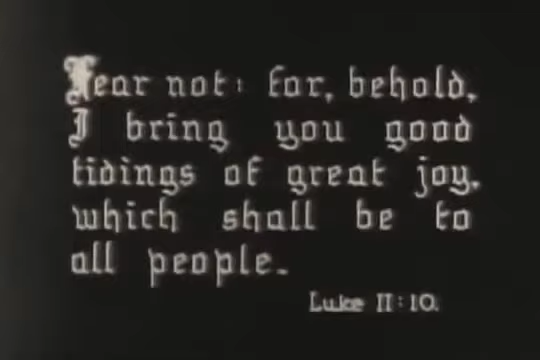 Fear not: for, behold,
I bring you good
tidings of great joy,
which shall be to
all people.
Luke II:10.